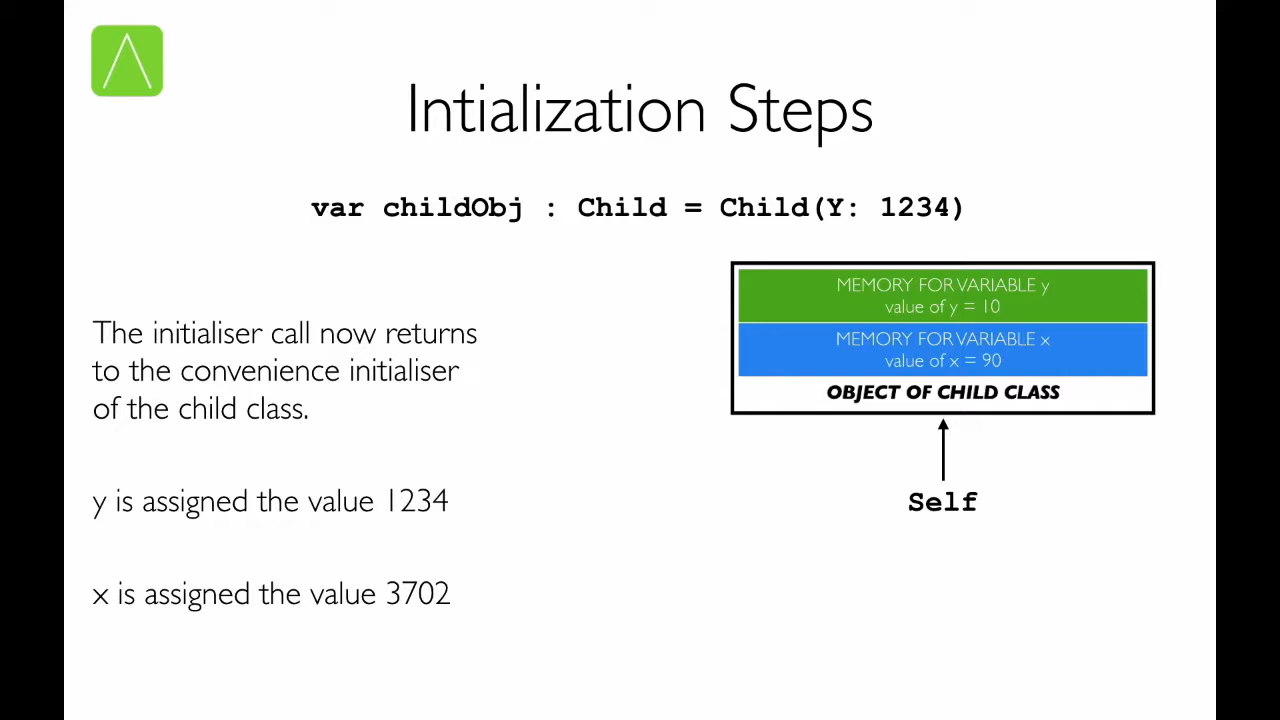 Intialization Steps
var childObj : Child = Child(Y: 1234)
The initialiser call now returns
to the convenience initialiser
of the child class.
y is assigned the value 1234
x is assigned the value 3702
MEMORY FOR VARIABLE y
value of y = 10
MEMORY FOR VARIABLE x
value of x = 90
OBJECT OF CHILD CLASS
Self